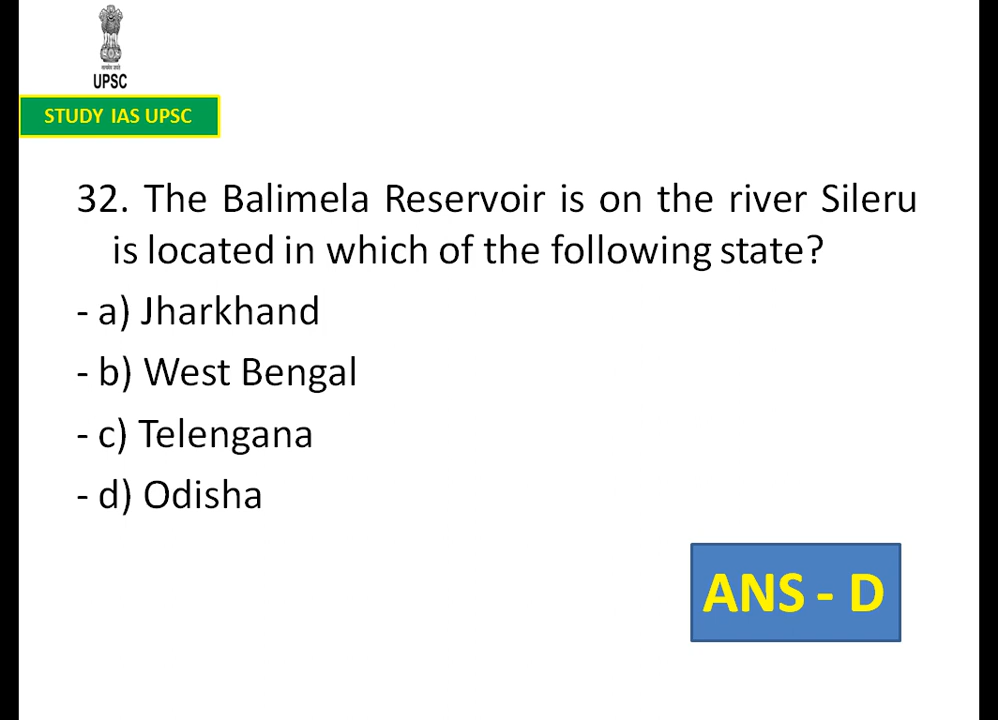 UPSC
STUDY IAS UPSC
32. The Balimela Reservoir is on the river Sileru
is located in which of the following state?
- a) Jharkhand
- b) West Bengal
- c) Telengana
- d) Odisha
ANS - D